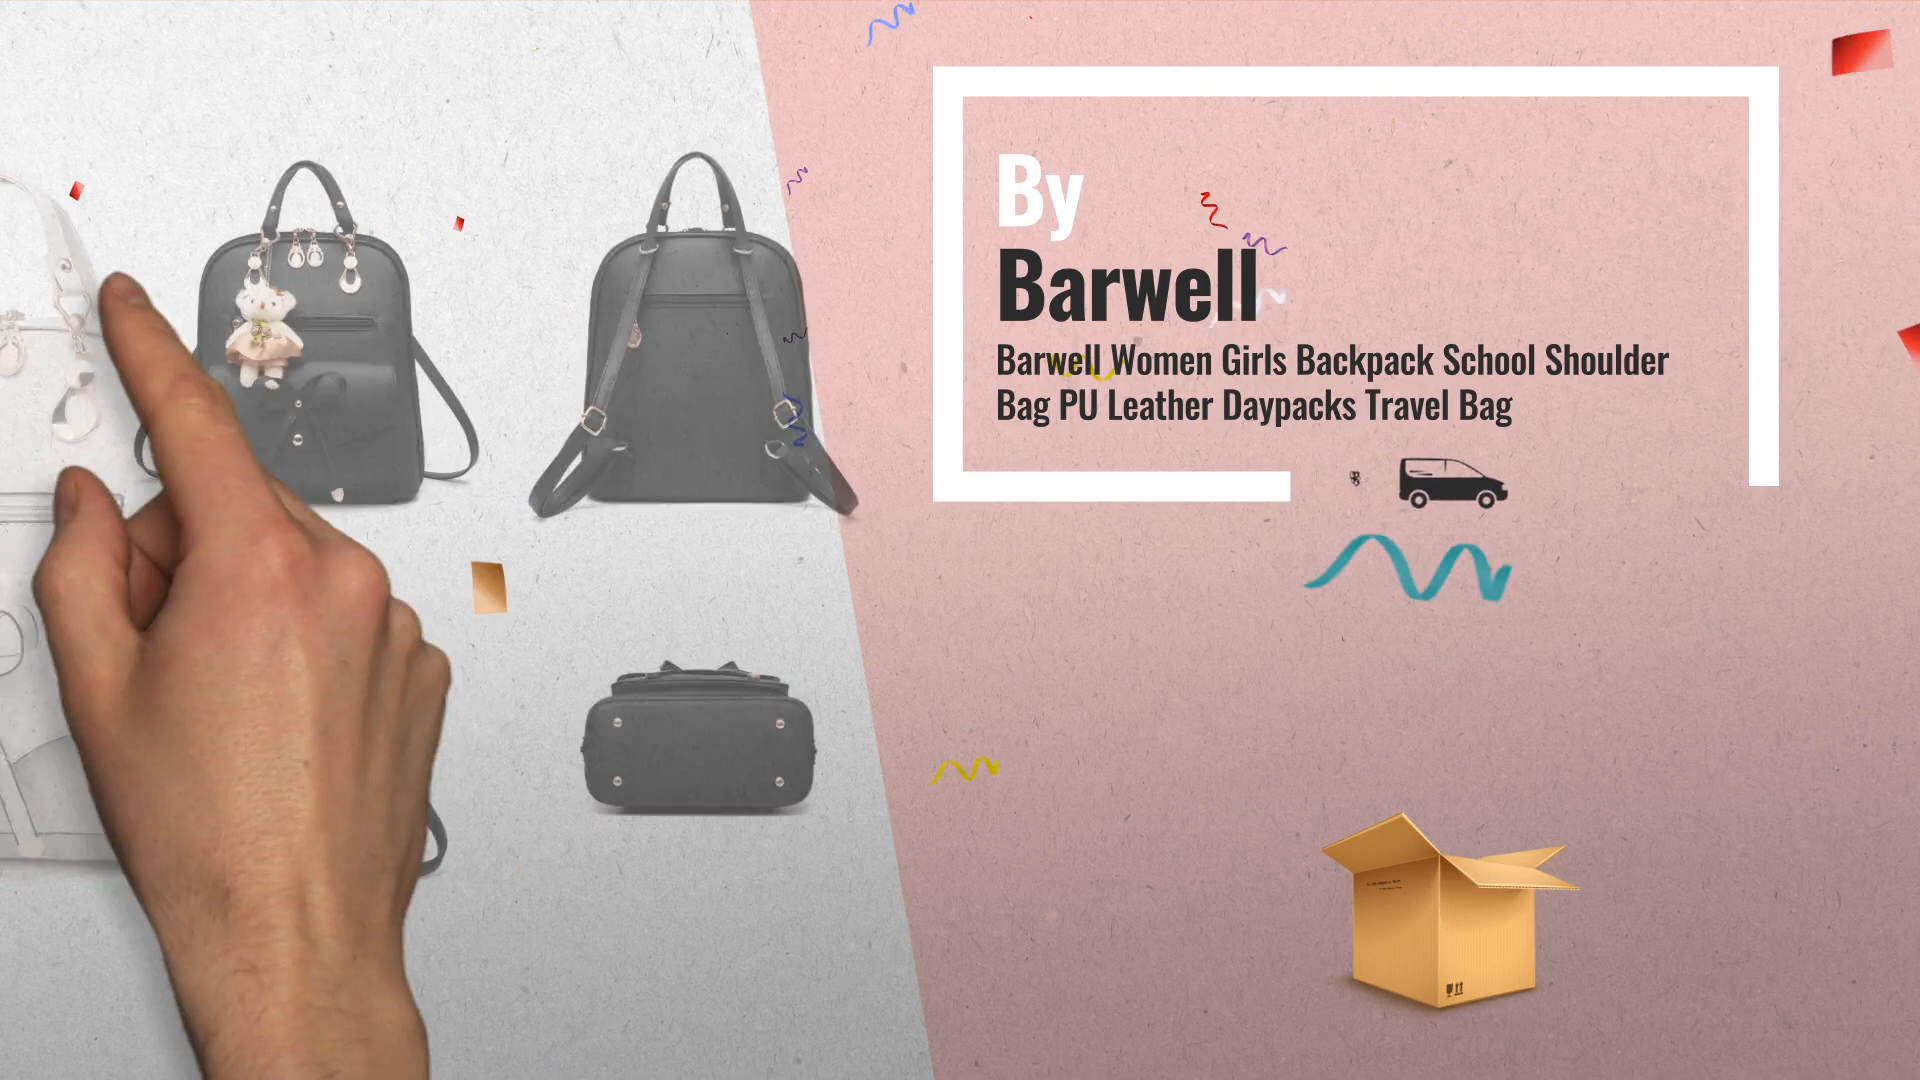 By
Barwell
Barwell Women Girls Backpack School Shoulder
Bag PU Leather Daypacks Travel Bag